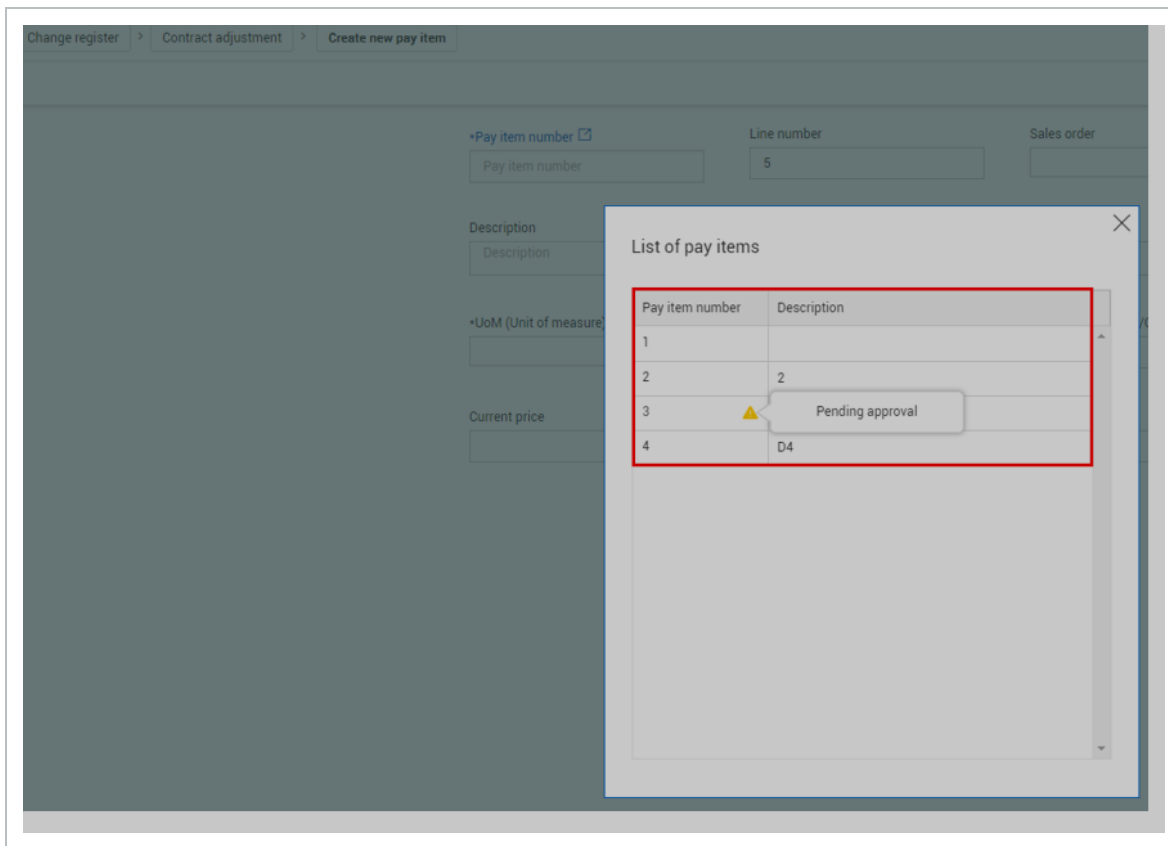 Change register > Contract adjustment > Create new pay item
*Pay item number Line number Sales order
Pay item number 5
Description
Description
List of pay items
Pay item number Description
*UoM (Unit of measure)
1
2 2
3 Pending approval
Current price
4 D4